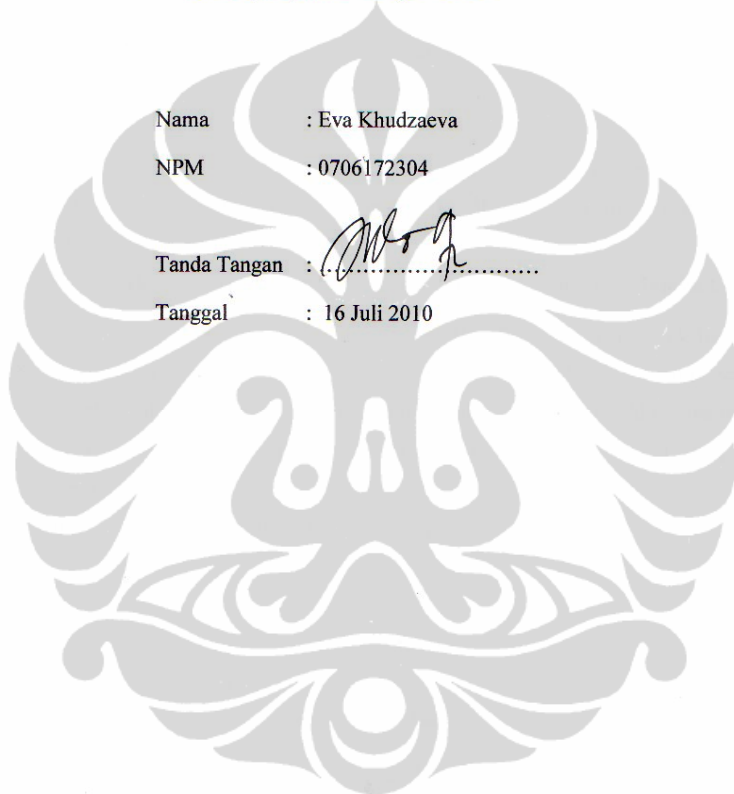 Nama : Eva Khudzaeva
NPM : 0706172304
Tanda Tangan : ..........................................
Tanggal : 16 Juli 2010